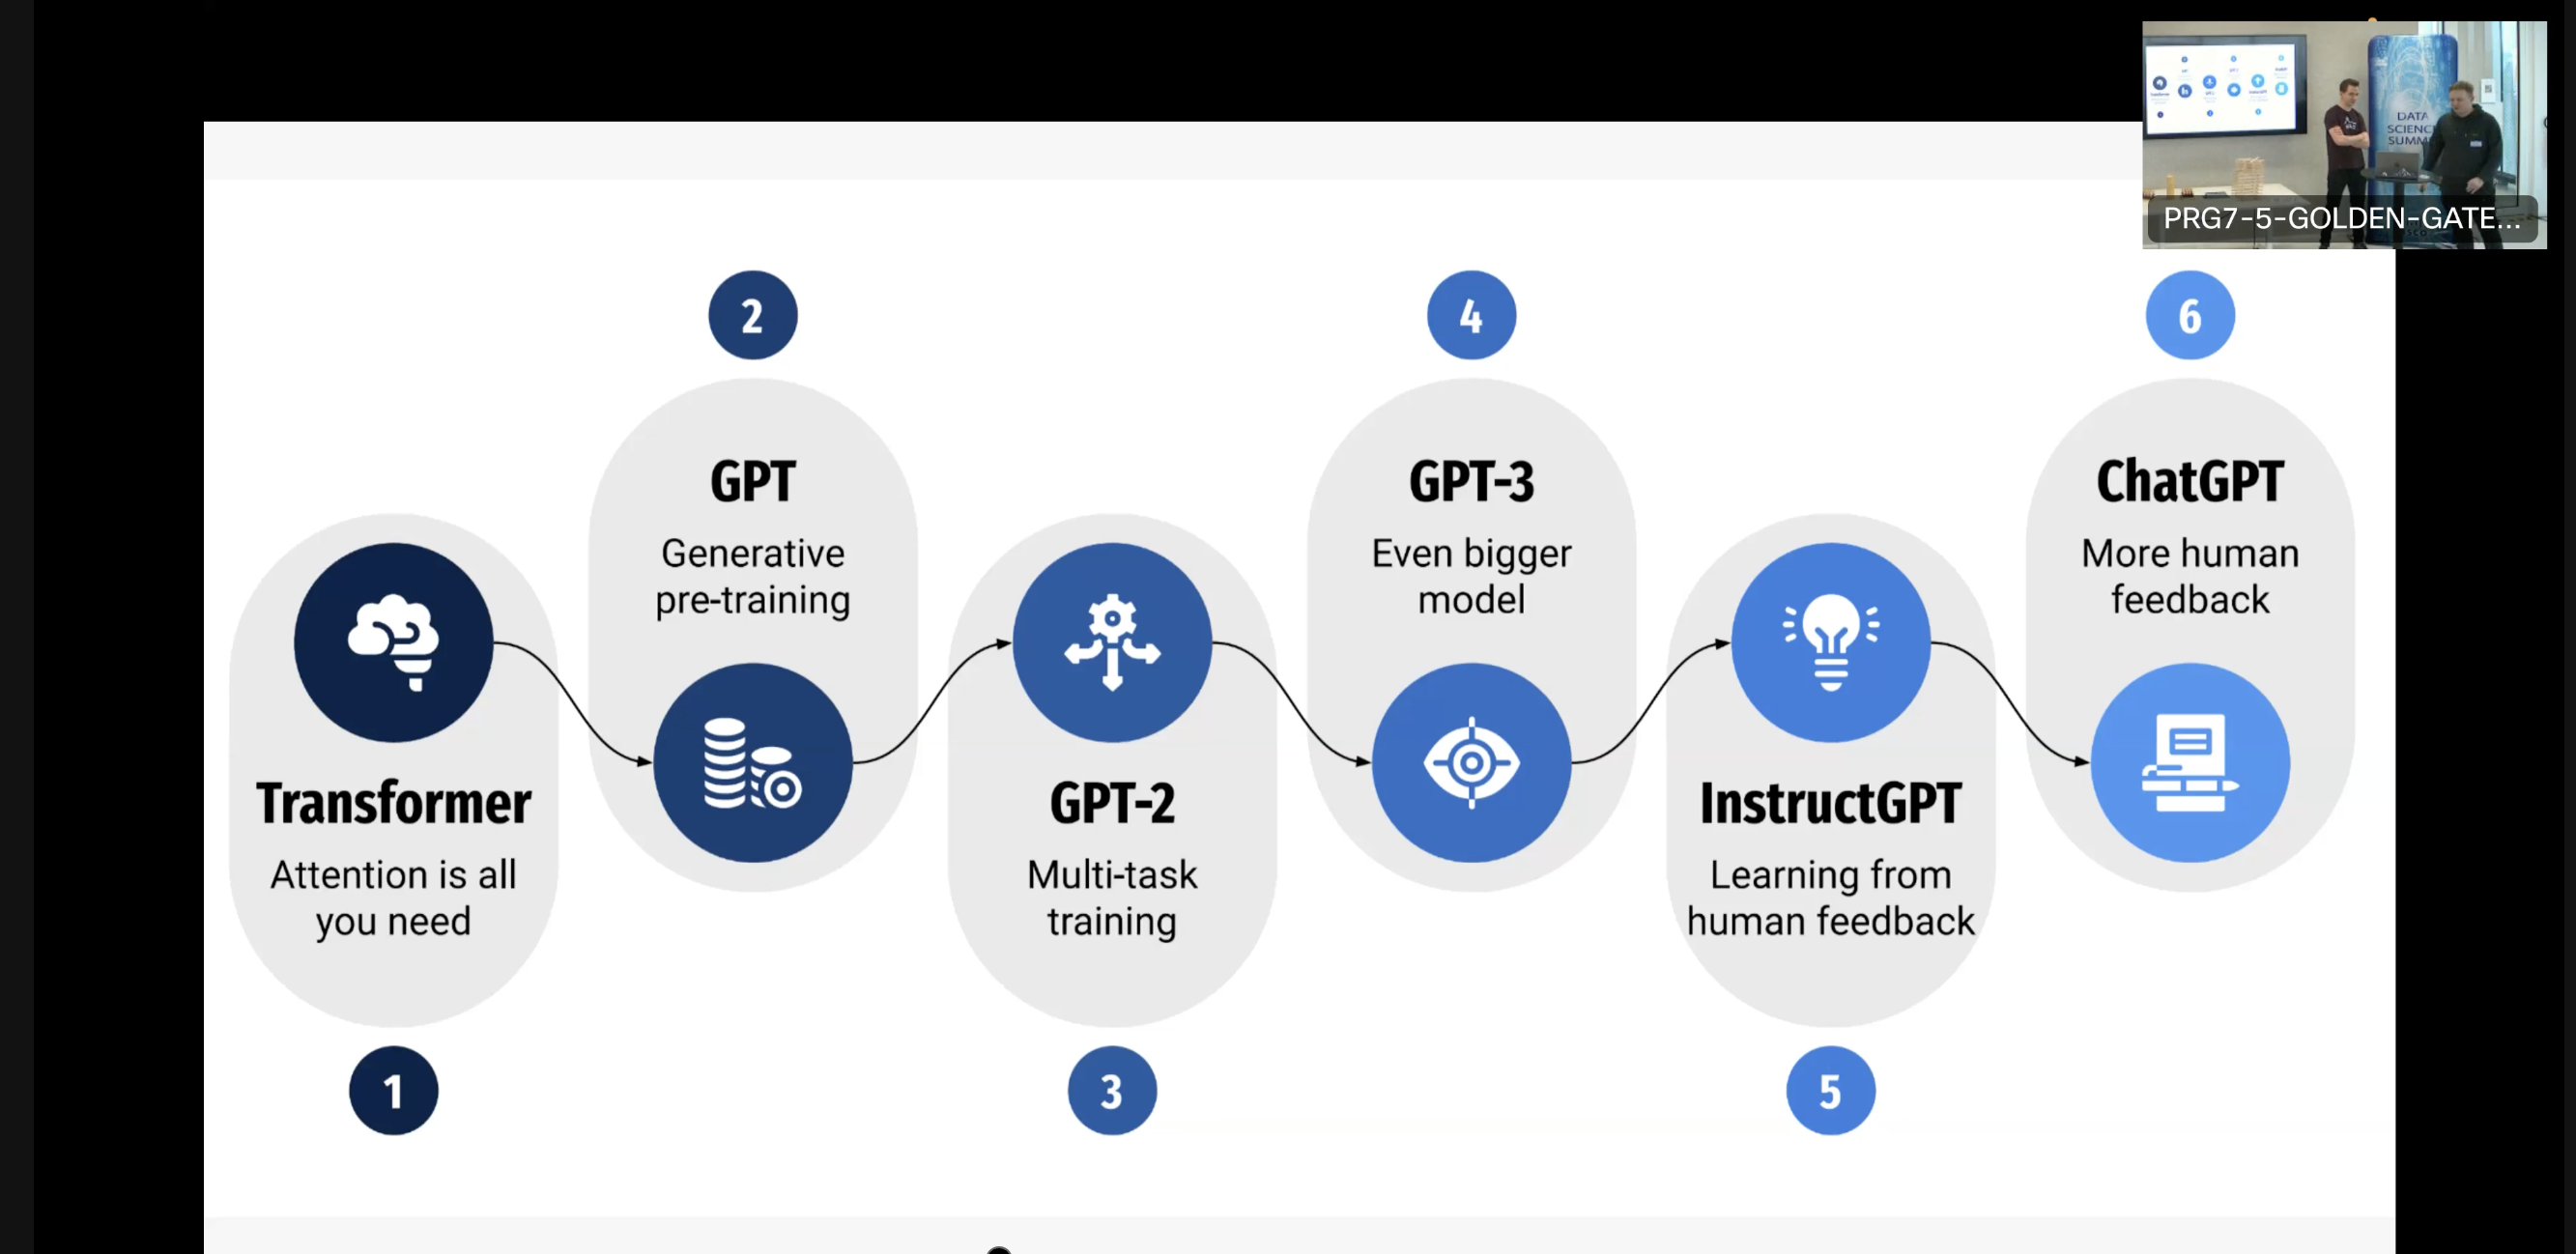 PRG7-5-GOLDEN-GATE...
DATA
SCIENC
SUMM
1
Transformer
Attention is all
you need
2
GPT
Generative
pre-training
3
GPT-2
Multi-task
training
4
GPT-3
Even bigger
model
5
InstructGPT
Learning from
human feedback
6
ChatGPT
More human
feedback